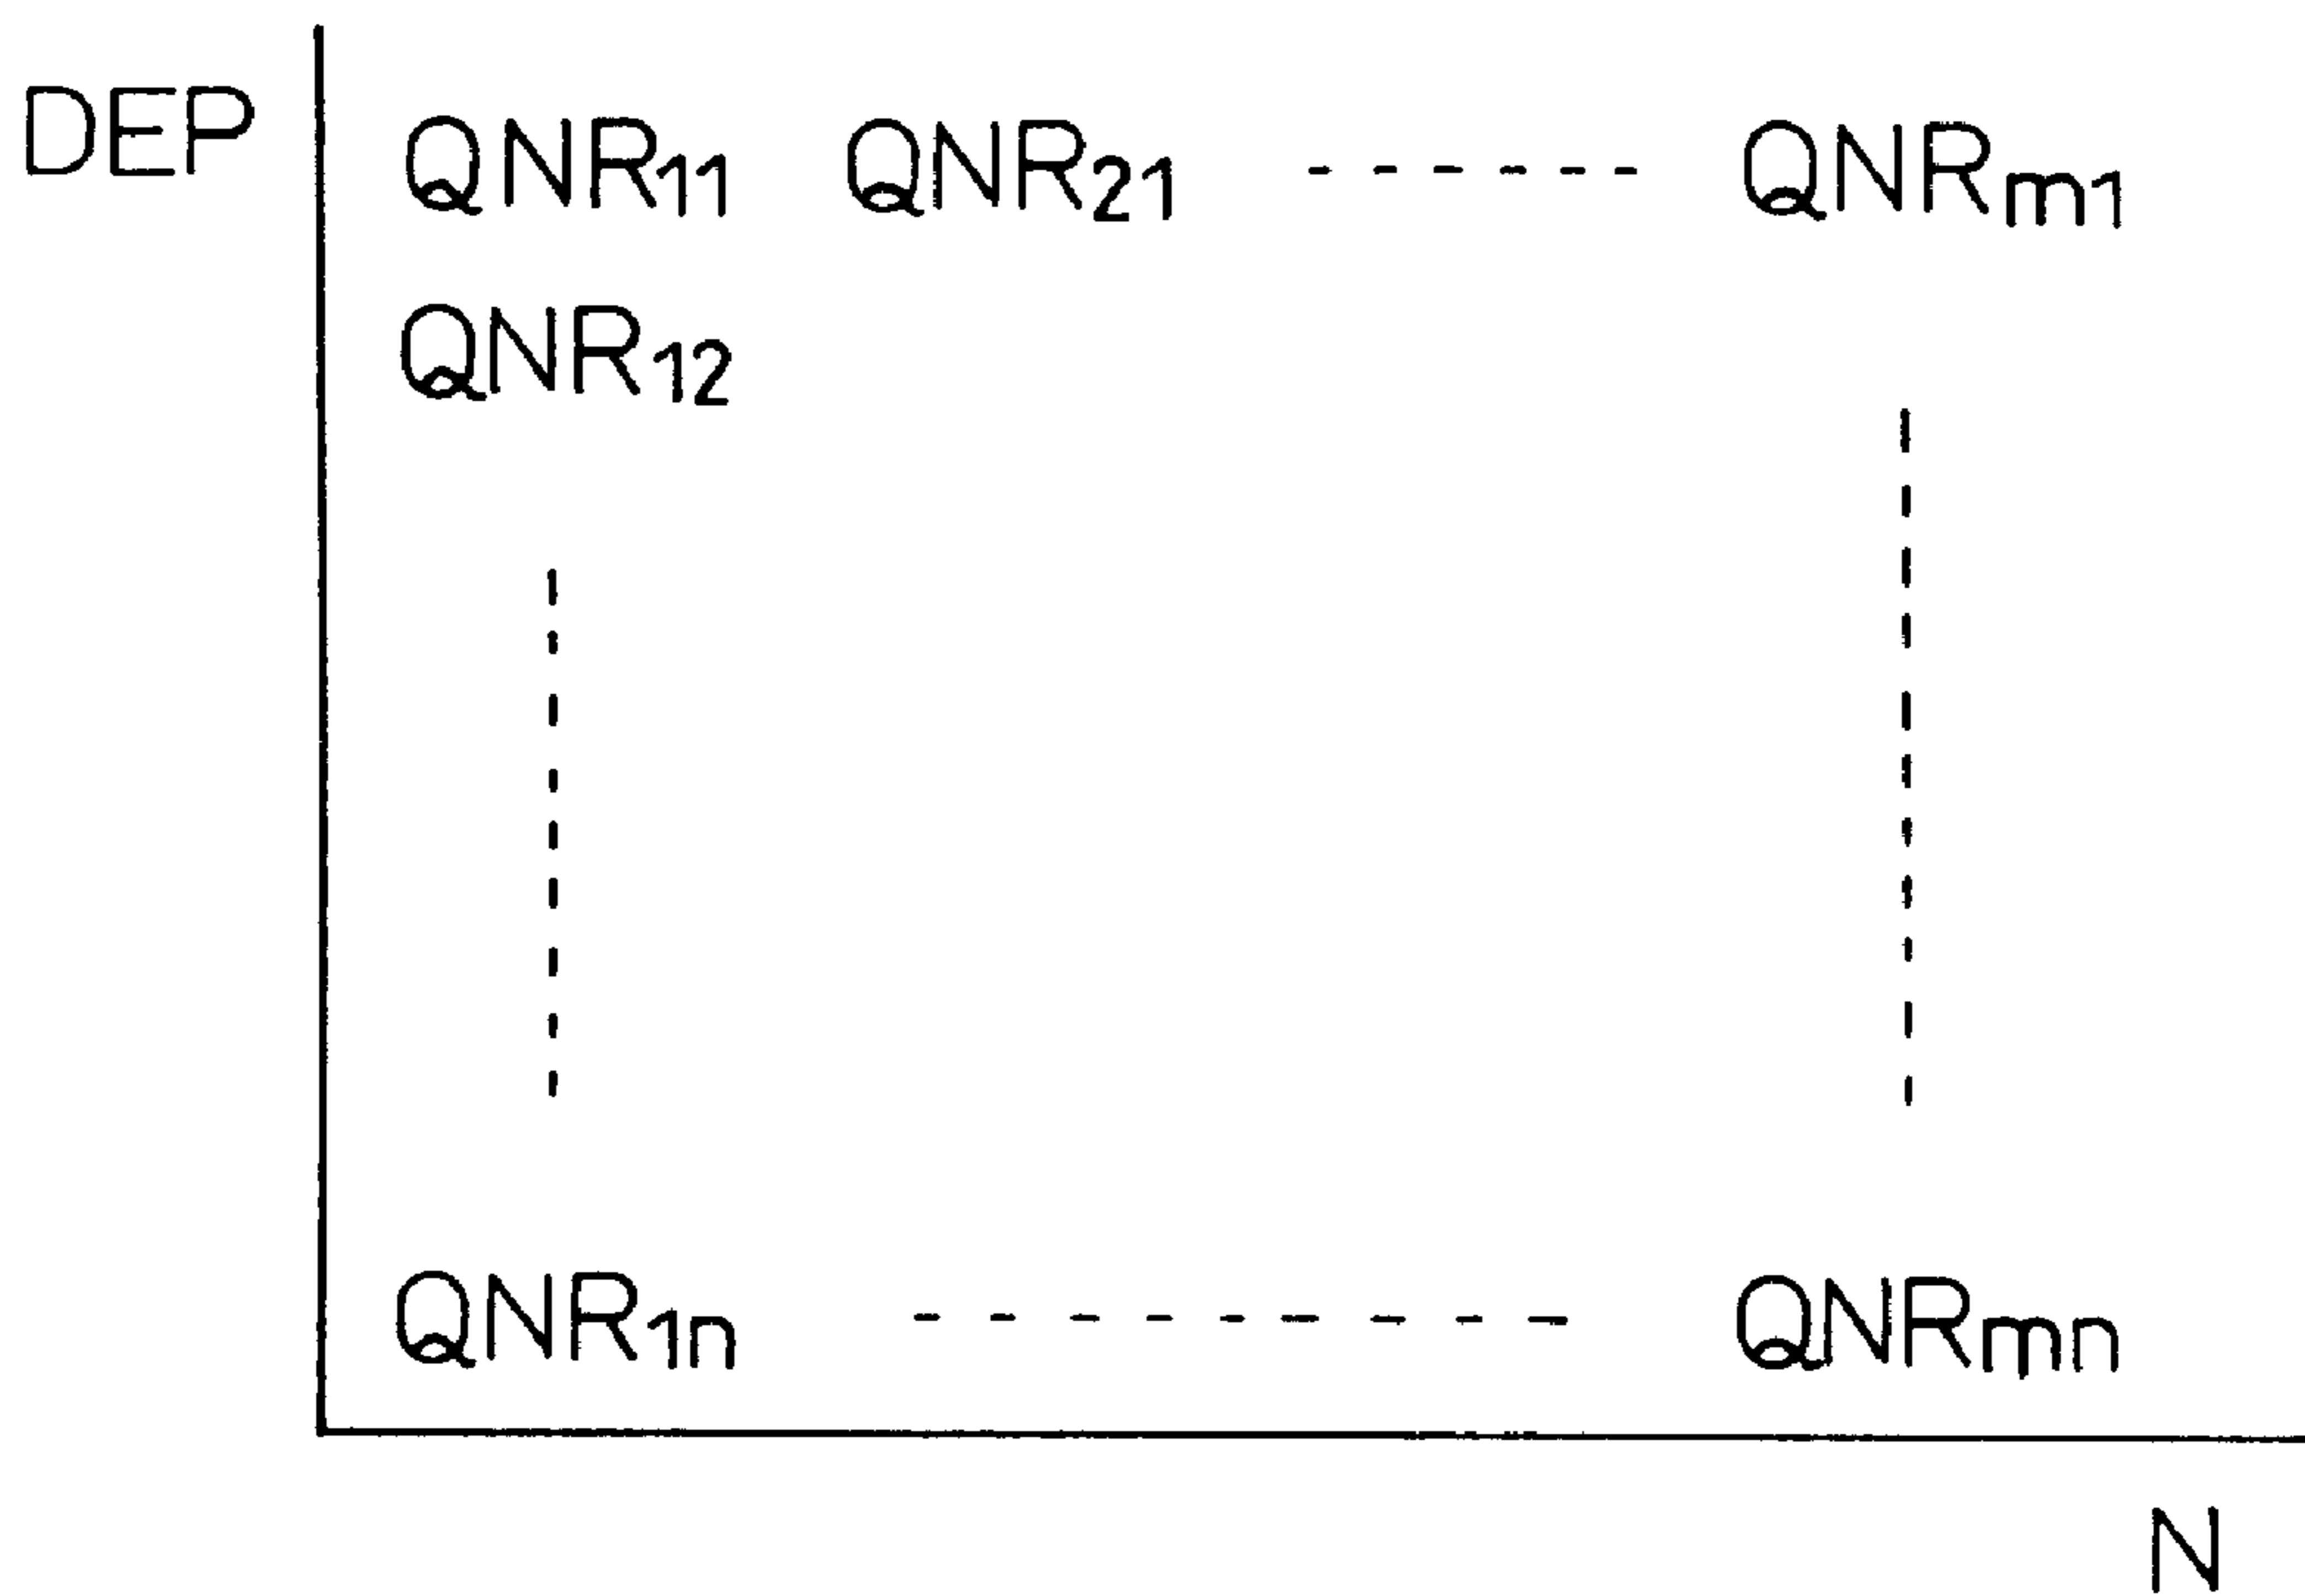 DEP QNR₁₁ QNR₂₁ QNRₘ₁
QNR₁₂
QNR₁ₙ QNRₘₙ
N